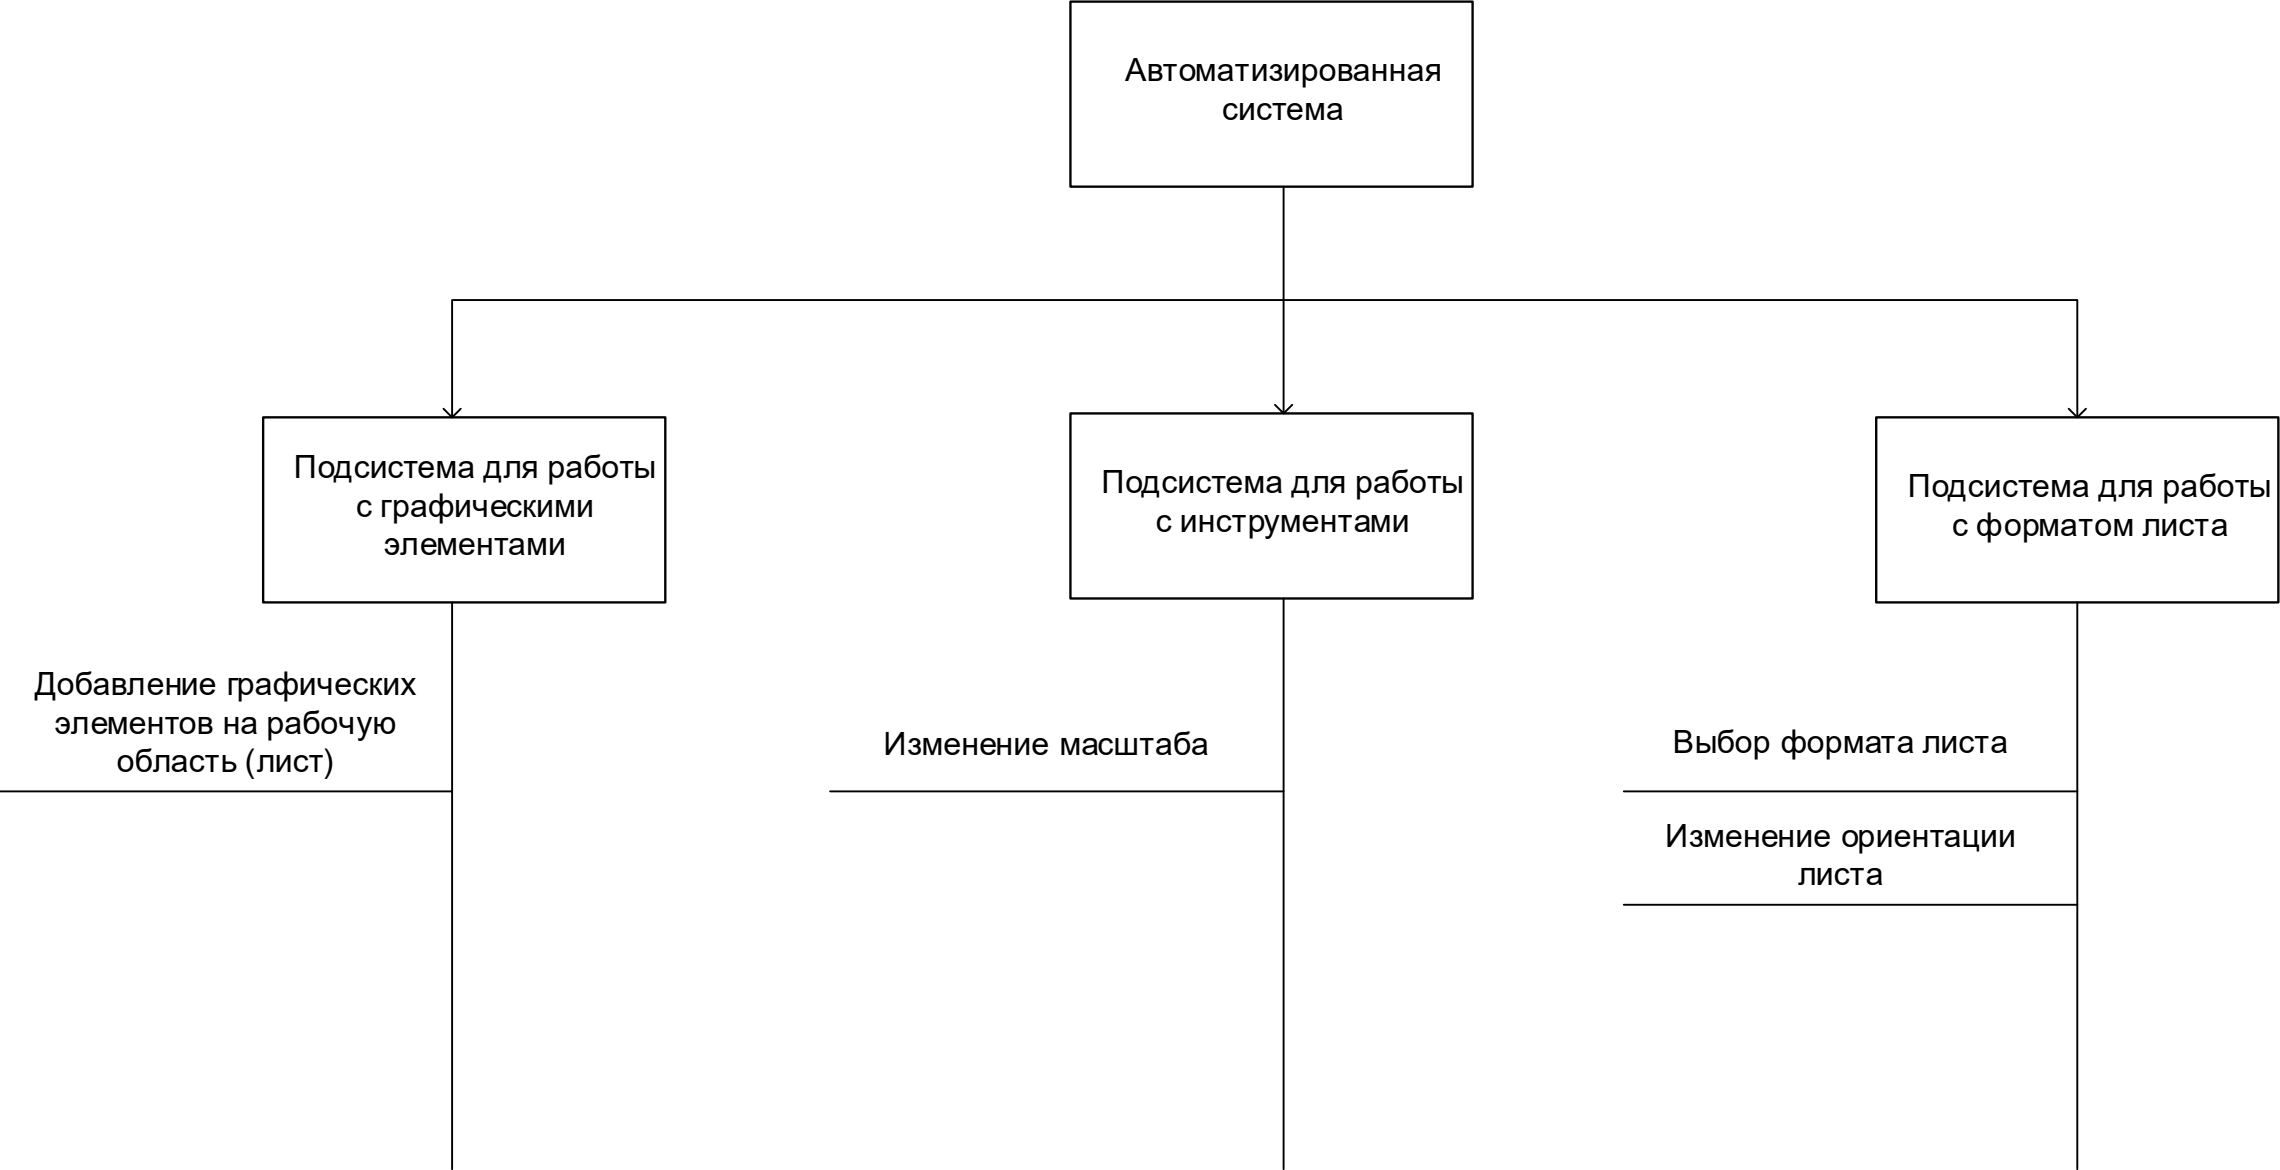 Автоматизированная
система
Подсистема для работы
с графическими
элементами
Подсистема для работы
с инструментами
Подсистема для работы
с форматом листа
Добавление графических
элементов на рабочую
область (лист)
Изменение масштаба
Выбор формата листа
Изменение ориентации
листа